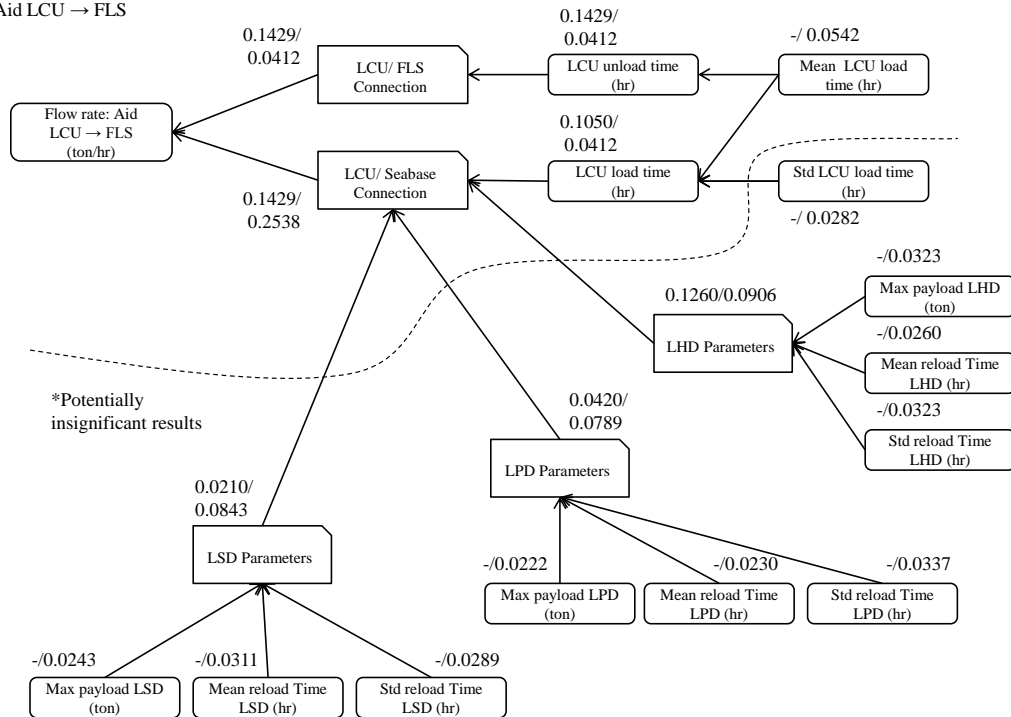 Aid LCU → FLS
0.1429/
0.0412
LCU/ FLS
Connection
0.1429/
0.0412
LCU unload time
(hr)
-/ 0.0542
Mean LCU load
time (hr)
Flow rate: Aid
LCU → FLS
(ton/hr)
0.1050/
0.0412
LCU/ Seabase
Connection
LCU load time
(hr)
Std LCU load time
(hr)
0.1429/
0.2538
-/ 0.0282
-/0.0323
Max payload LHD
(ton)
0.1260/0.0906
LHD Parameters
-/0.0260
Mean reload Time
LHD (hr)
-/0.0323
Std reload Time
LHD (hr)
*Potentially
insignificant results
0.0420/
0.0789
LPD Parameters
0.0210/
0.0843
LSD Parameters
-/0.0222
Max payload LPD
(ton)
-/0.0230
Mean reload Time
LPD (hr)
-/0.0337
Std reload Time
LPD (hr)
-/0.0243
Max payload LSD
(ton)
-/0.0311
Mean reload Time
LSD (hr)
-/0.0289
Std reload Time
LSD (hr)